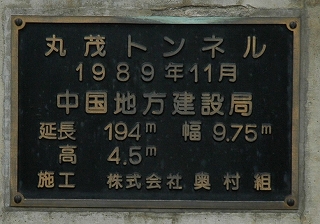 丸茂トンネル
1989年11月
中国地方建設局
延長 194m 幅 9.75m
高 4.5m
施工 株式会社 奥村組